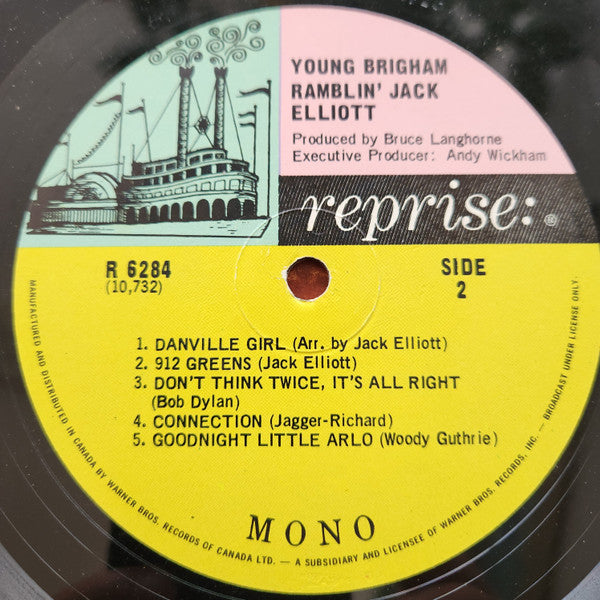 YOUNG BRIGHAM
RAMBLIN' JACK
ELLIOTT
Produced by Bruce Langhorne
Executive Producer: Andy Wickham
reprise: ®
R 6284
(10,732)
SIDE
2
1. DANVILLE GIRL (Arr. by Jack Elliott)
2. 912 GREENS (Jack Elliott)
3. DON'T THINK TWICE, IT'S ALL RIGHT
(Bob Dylan)
4. CONNECTION (Jagger-Richard)
5. GOODNIGHT LITTLE ARLO (Woody Guthrie)
MONO
MANUFACTURED AND DISTRIBUTED IN CANADA BY WARNER BROS. RECORDS OF CANADA LTD. — A SUBSIDIARY AND LICENSEE OF WARNER BROS. RECORDS, INC. — BROADCAST UNDER LICENSE ONLY.